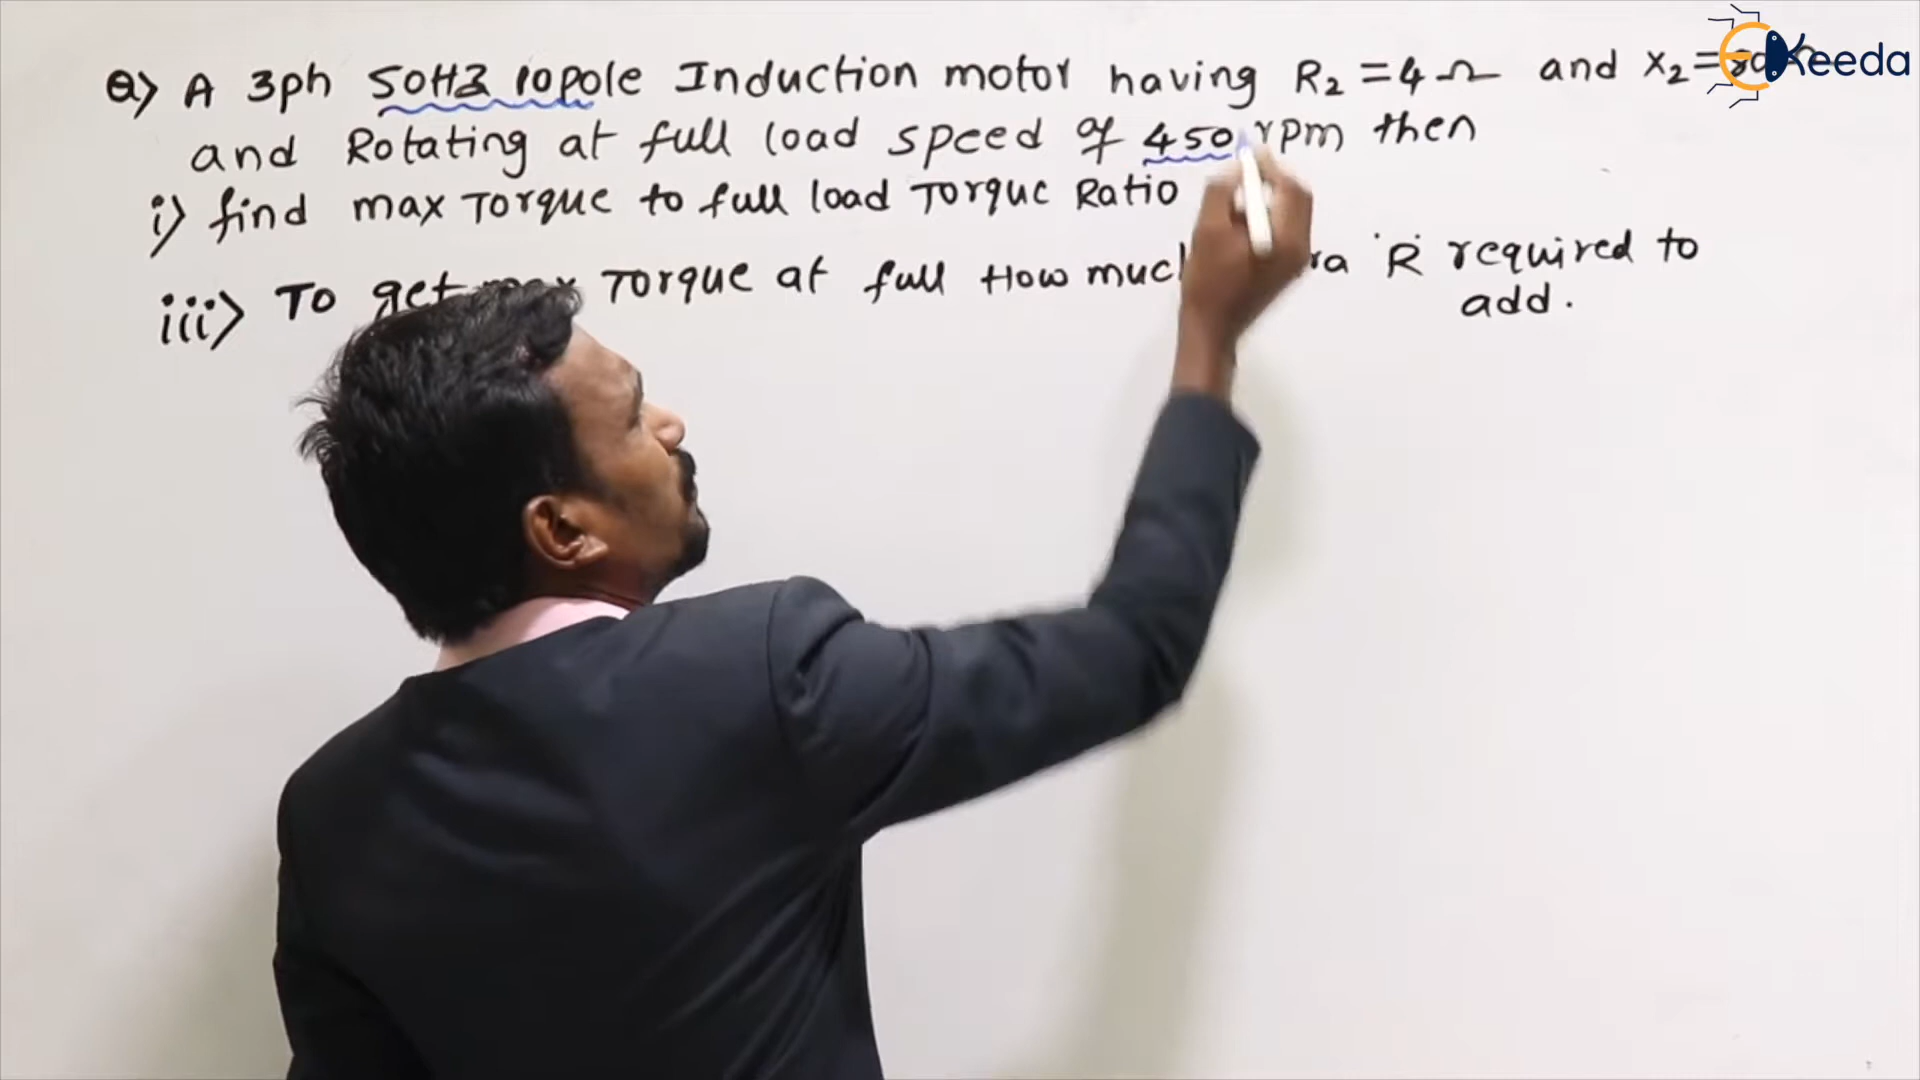 Q) A 3ph 50HZ 10pole Induction motor having R2 = 4 Ω and X2 =
and Rotating at full load speed of 450 rpm then
i) find max Torque to full load Torque Ratio
iii) To get Torque at full How much R required to
add.
Keeda